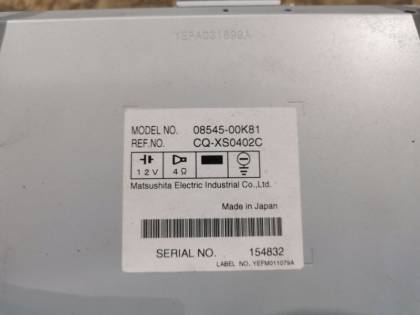 YEPA031899A
MODEL NO. 08545-00K81
REF.NO. CQ-XS0402C
12V 4Ω
Matsushita Electric Industrial Co.,Ltd.
Made in Japan
SERIAL NO. 154832
LABEL NO. YEFM011079A